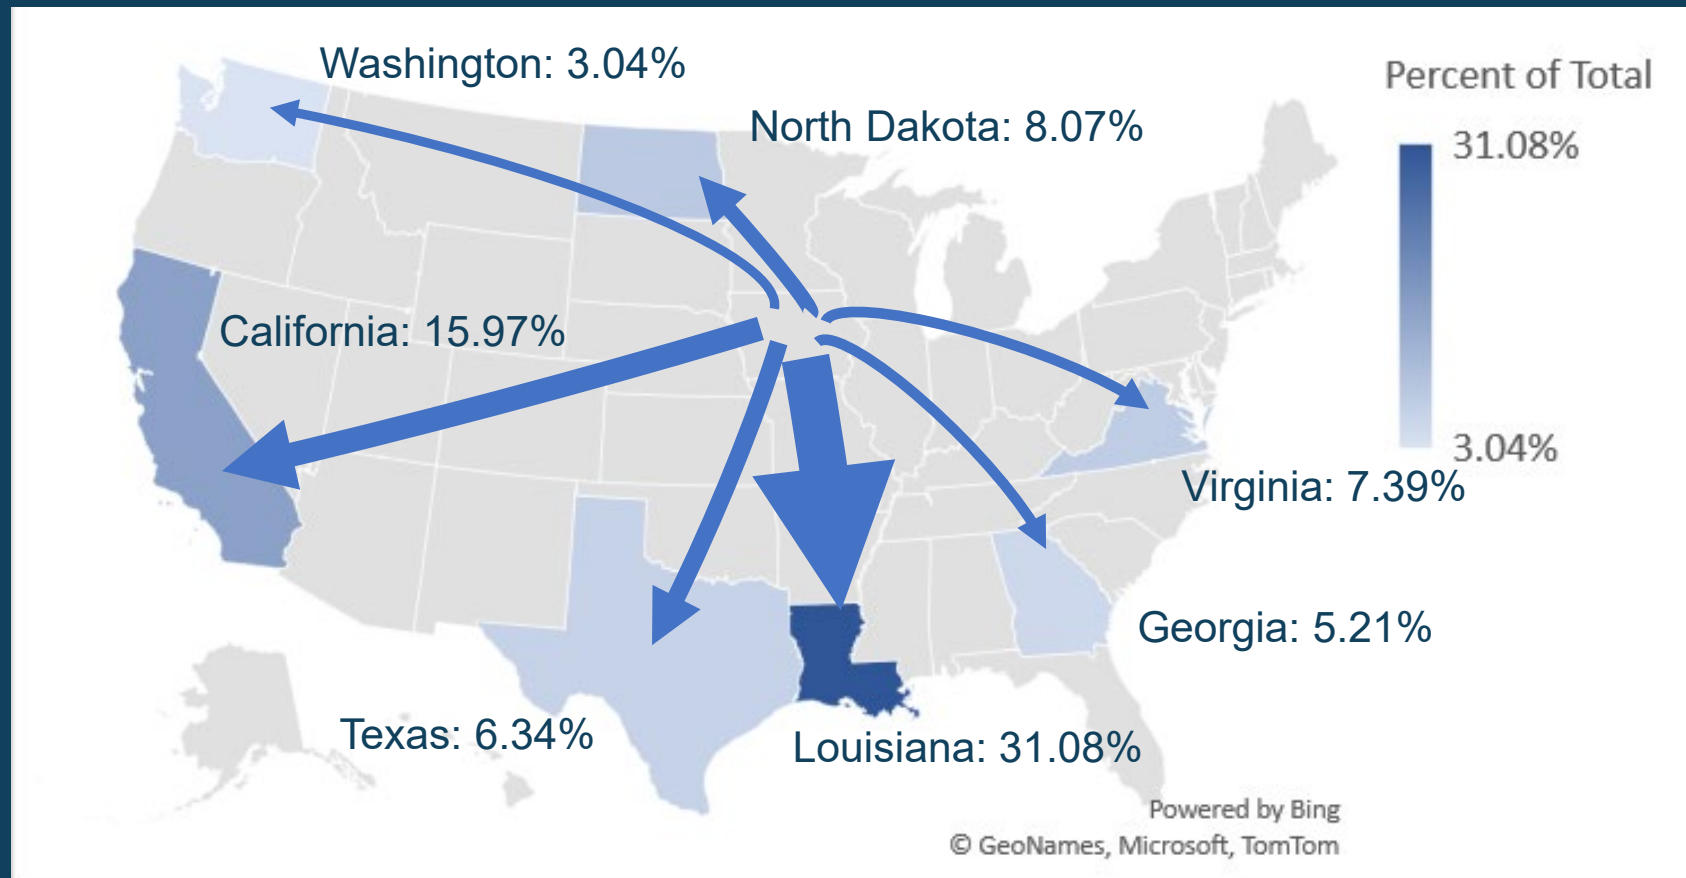 Washington: 3.04%
North Dakota: 8.07%
Percent of Total
31.08%
3.04%
California: 15.97%
Virginia: 7.39%
Georgia: 5.21%
Texas: 6.34%
Louisiana: 31.08%
Powered by Bing
© GeoNames, Microsoft, TomTom